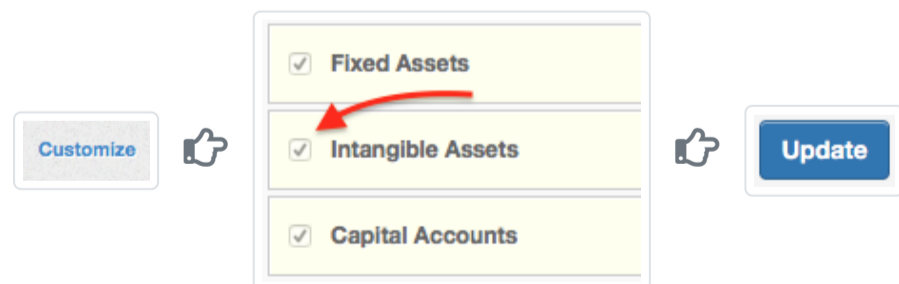 Customize
Fixed Assets
Intangible Assets
Capital Accounts
Update